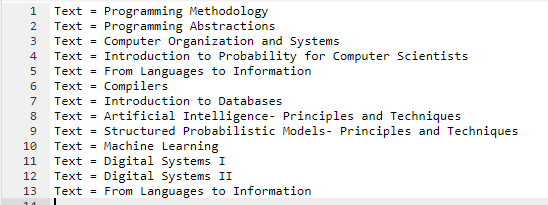 1 Text = Programming Methodology
2 Text = Programming Abstractions
3 Text = Computer Organization and Systems
4 Text = Introduction to Probability for Computer Scientists
5 Text = From Languages to Information
6 Text = Compilers
7 Text = Introduction to Databases
8 Text = Artificial Intelligence- Principles and Techniques
9 Text = Structured Probabilistic Models- Principles and Techniques
10 Text = Machine Learning
11 Text = Digital Systems I
12 Text = Digital Systems II
13 Text = From Languages to Information
14